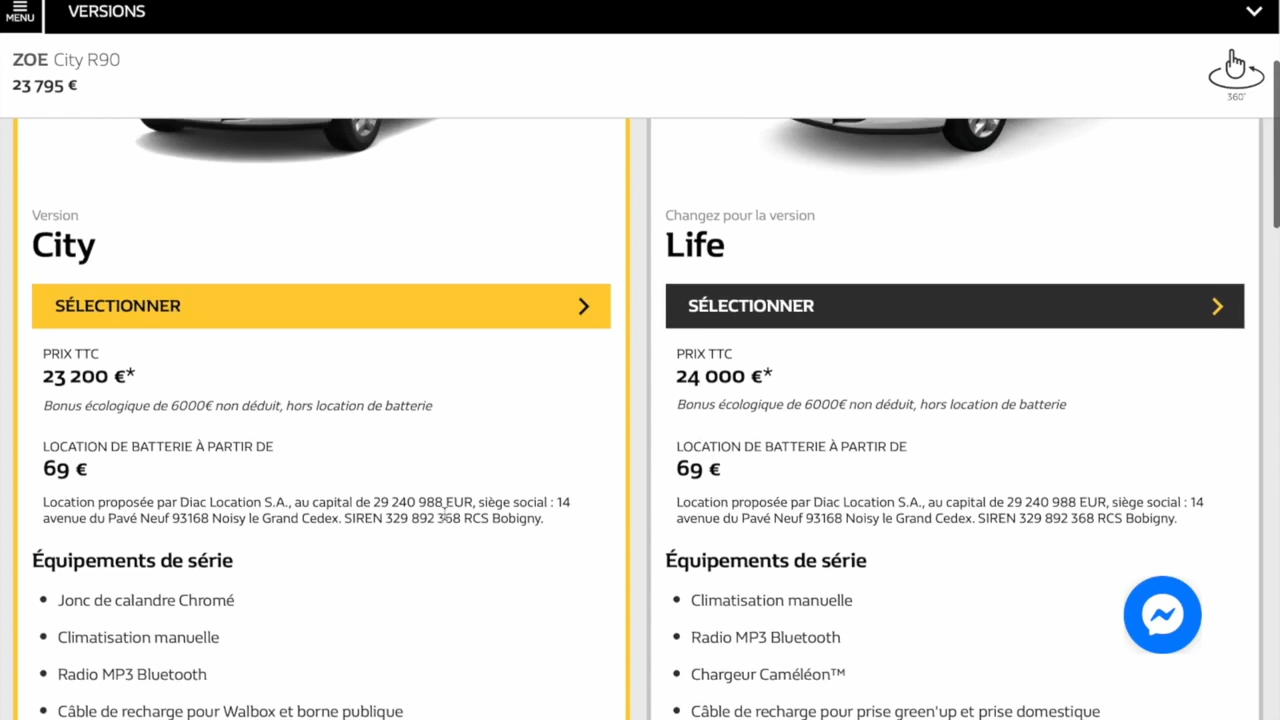 MENU
VERSIONS
ZOE City R90
23 795 €
360°
Version
City
SÉLECTIONNER
PRIX TTC
23 200 €*
Bonus écologique de 6000€ non déduit, hors location de batterie
LOCATION DE BATTERIE À PARTIR DE
69 €
Location proposée par Diac Location S.A., au capital de 29 240 988 EUR, siège social : 14
avenue du Pavé Neuf 93168 Noisy le Grand Cedex. SIREN 329 892 368 RCS Bobigny.
Équipements de série
Jonc de calandre Chromé
Climatisation manuelle
Radio MP3 Bluetooth
Câble de recharge pour Walbox et borne publique
Changez pour la version
Life
SÉLECTIONNER
PRIX TTC
24 000 €*
Bonus écologique de 6000€ non déduit, hors location de batterie
LOCATION DE BATTERIE À PARTIR DE
69 €
Location proposée par Diac Location S.A., au capital de 29 240 988 EUR, siège social : 14
avenue du Pavé Neuf 93168 Noisy le Grand Cedex. SIREN 329 892 368 RCS Bobigny.
Équipements de série
Climatisation manuelle
Radio MP3 Bluetooth
Chargeur Caméléon™
Câble de recharge pour prise green'up et prise domestique